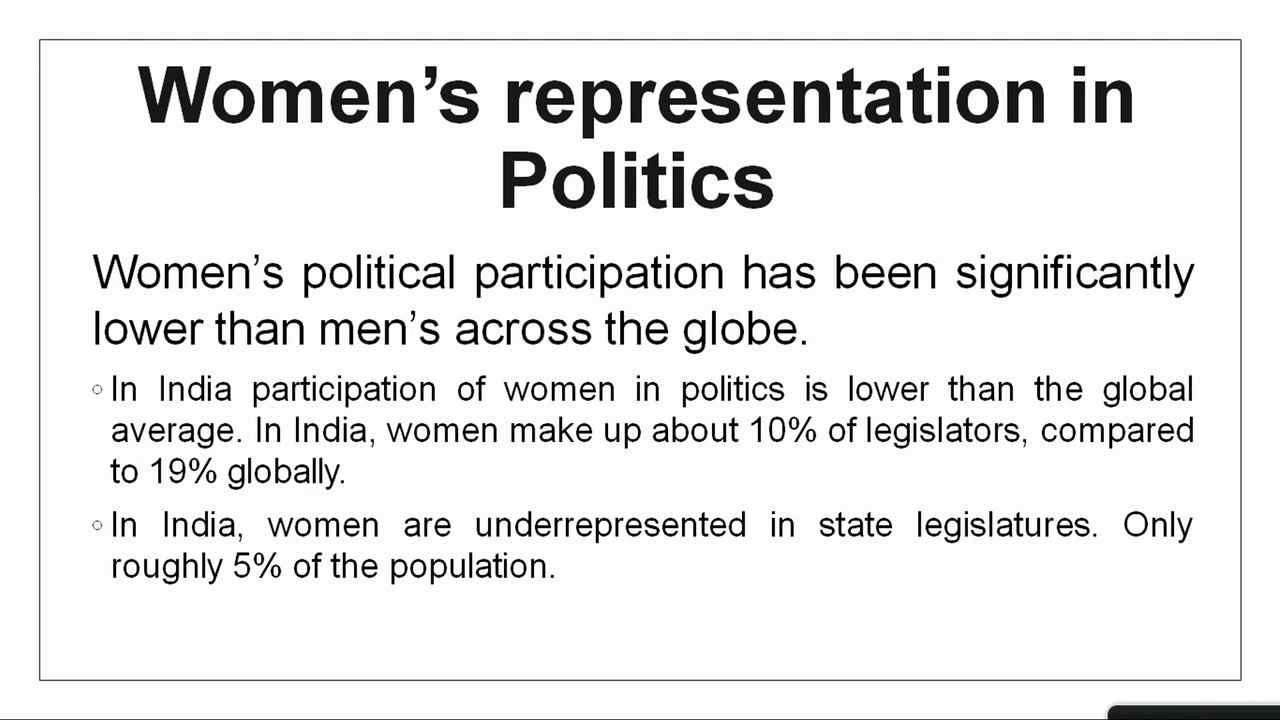 Women’s representation in
Politics
Women’s political participation has been significantly
lower than men’s across the globe.
○ In India participation of women in politics is lower than the global
average. In India, women make up about 10% of legislators, compared
to 19% globally.
○ In India, women are underrepresented in state legislatures. Only
roughly 5% of the population.